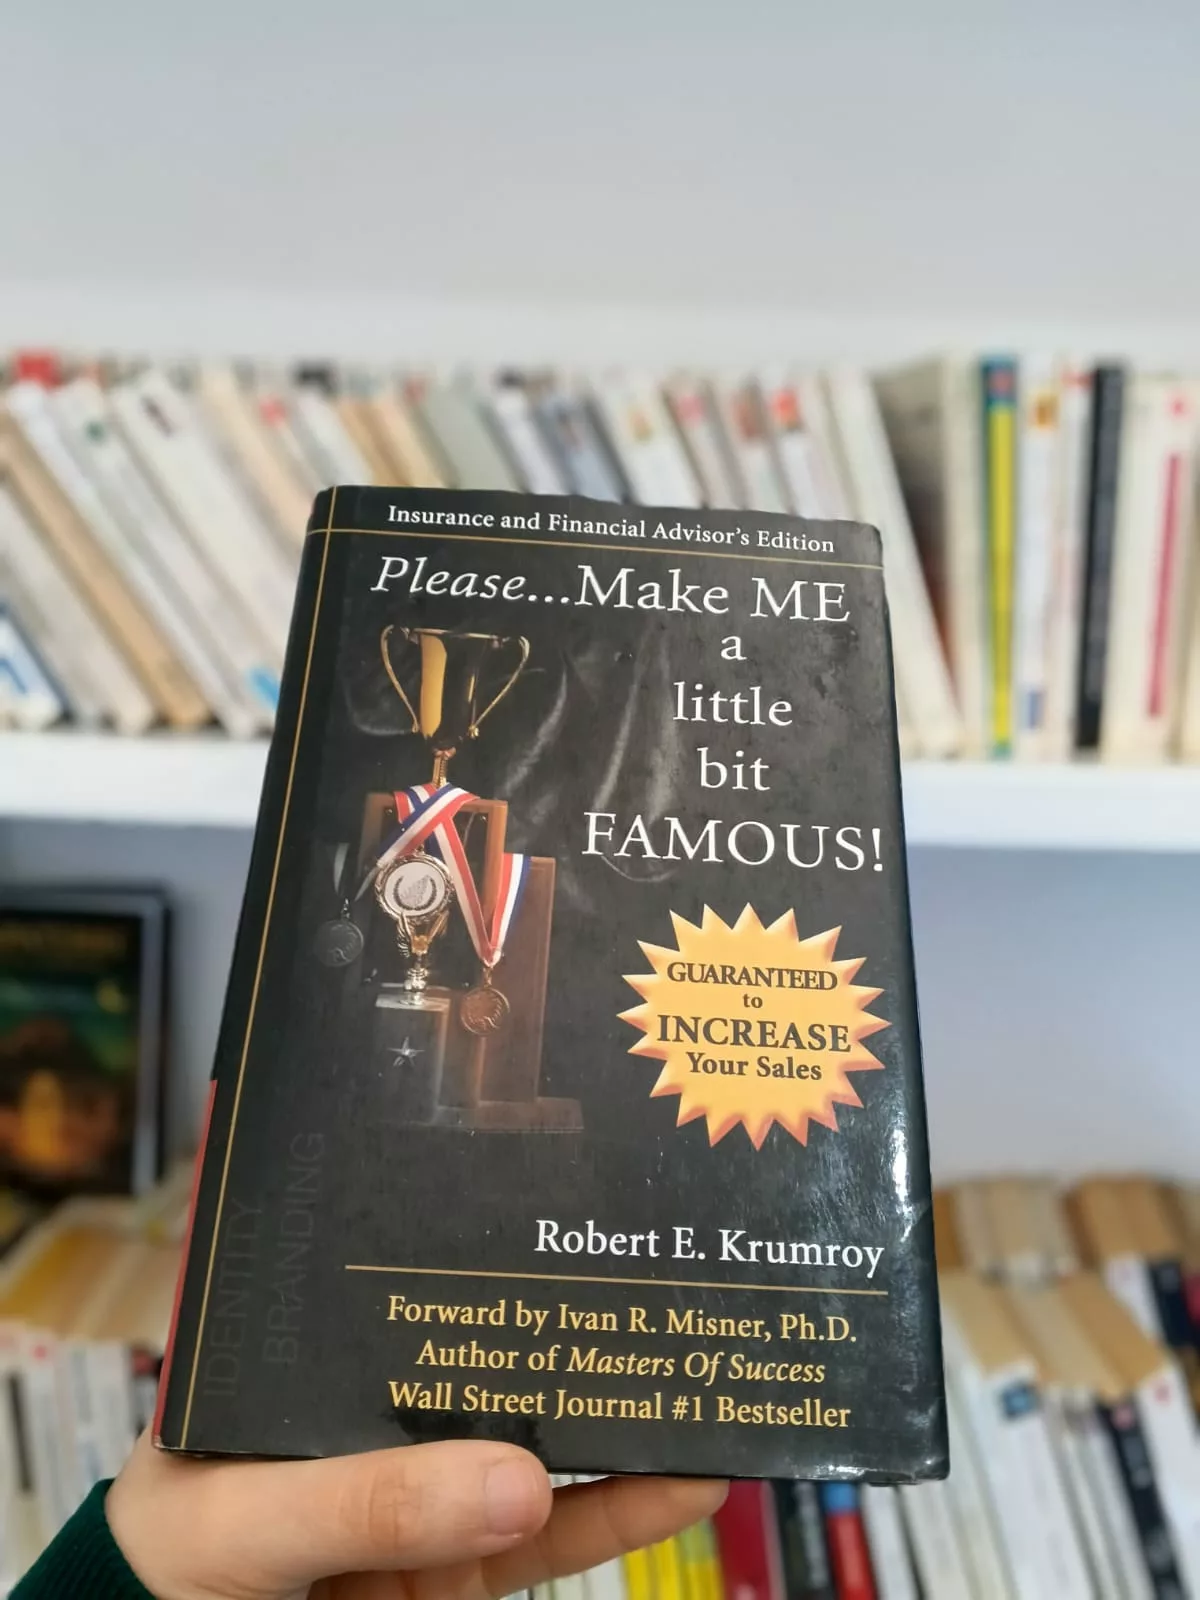 Insurance and Financial Advisor's Edition
Please...Make ME
a
little
bit
FAMOUS!
GUARANTEED
to
INCREASE
Your Sales
IDENTITY
BRANDING
Robert E. Krumroy
Forward by Ivan R. Misner, Ph.D.
Author of Masters Of Success
Wall Street Journal #1 Bestseller